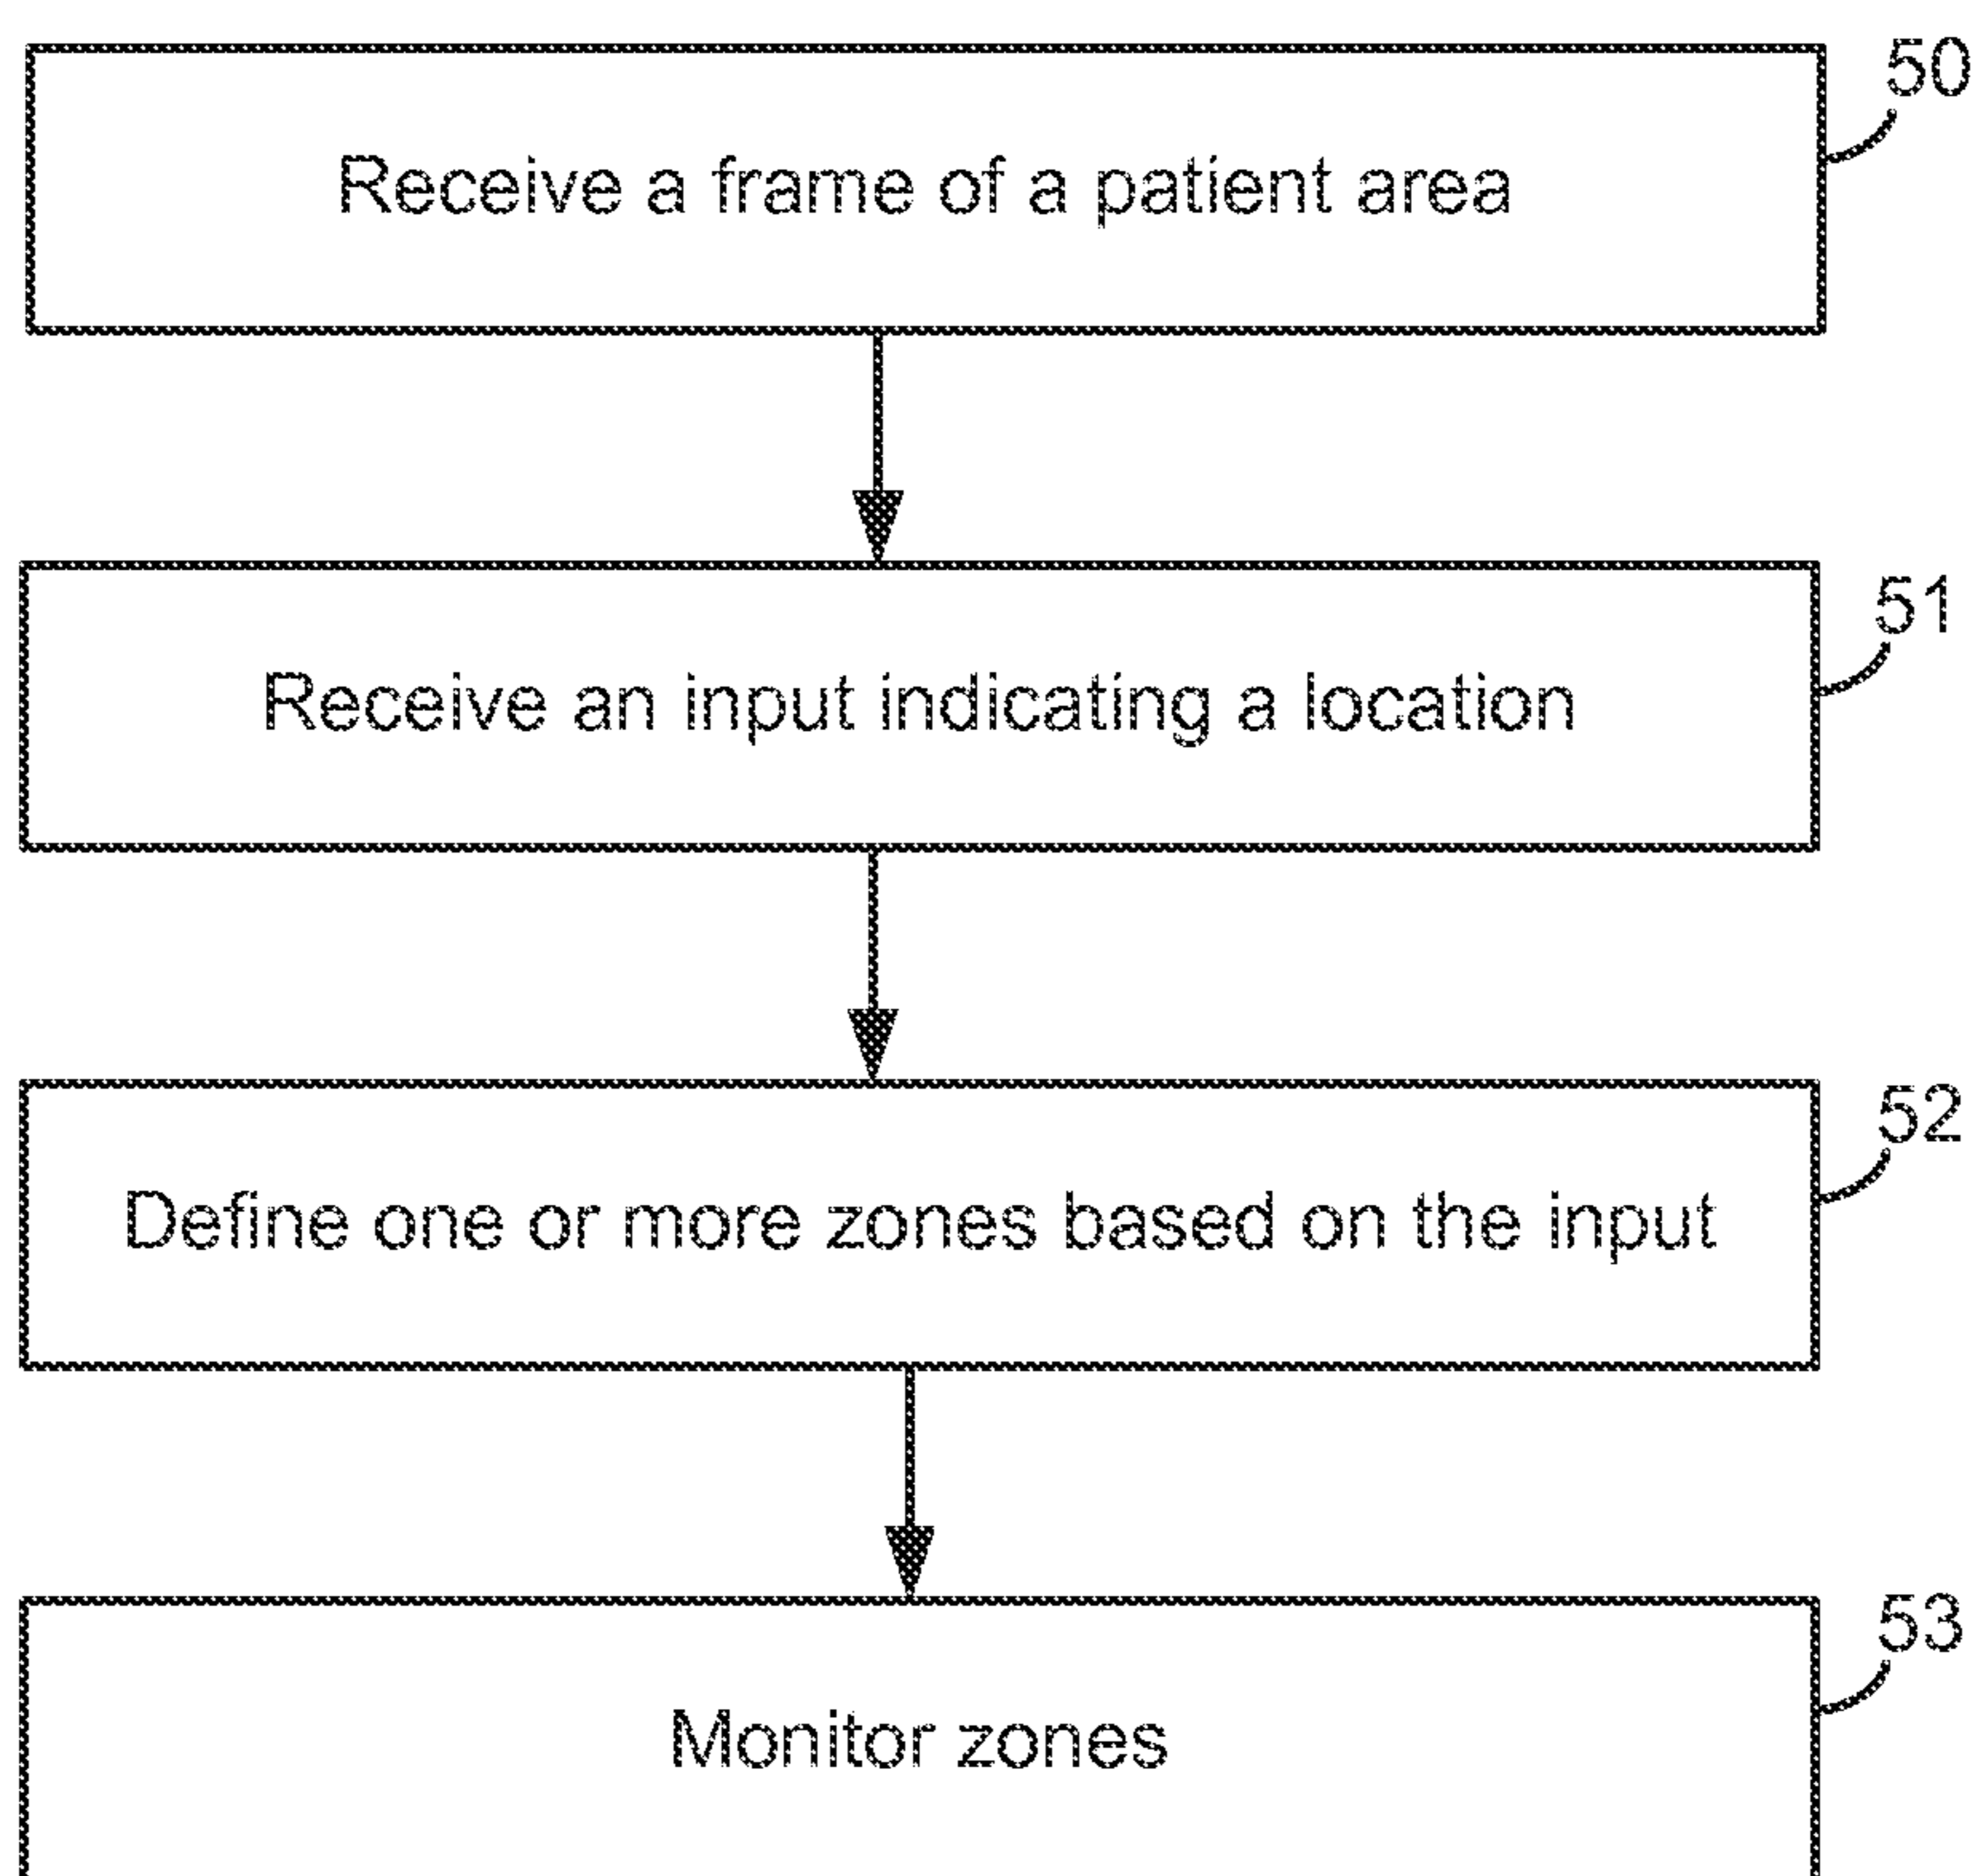 50
Receive a frame of a patient area
51
Receive an input indicating a location
52
Define one or more zones based on the input
53
Monitor zones